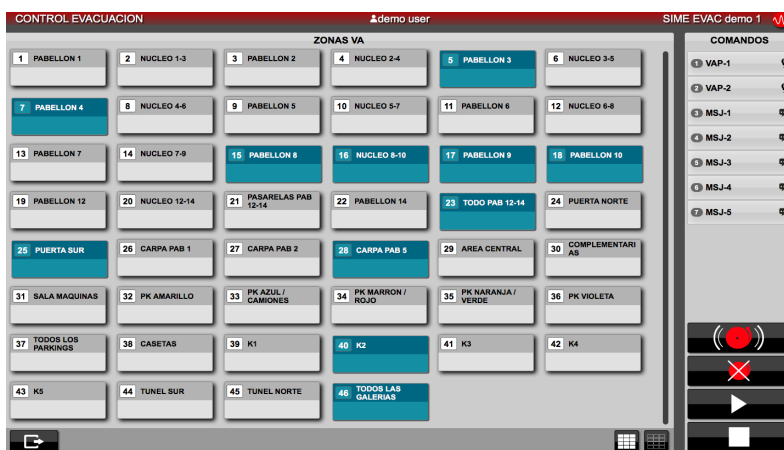 CONTROL EVACUACION
demo user
SIME EVAC demo 1
ZONAS VA
COMANDOS
1 PABELLON 1
2 NUCLEO 1-3
3 PABELLON 2
4 NUCLEO 2-4
5 PABELLON 3
6 NUCLEO 3-5
7 PABELLON 4
8 NUCLEO 4-6
9 PABELLON 5
10 NUCLEO 5-7
11 PABELLON 6
12 NUCLEO 6-8
13 PABELLON 7
14 NUCLEO 7-9
15 PABELLON 8
16 NUCLEO 8-10
17 PABELLON 9
18 PABELLON 10
19 PABELLON 12
20 NUCLEO 12-14
21 PASARELAS PAB
12-14
22 PABELLON 14
23 TODO PAB 12-14
24 PUERTA NORTE
25 PUERTA SUR
26 CARPA PAB 1
27 CARPA PAB 2
28 CARPA PAB 5
29 AREA CENTRAL
30 COMPLEMENTARI
AS
31 SALA MAQUINAS
32 PK AMARILLO
33 PK AZUL /
CAMIONES
34 PK MARRON /
ROJO
35 PK NARANJA /
VERDE
36 PK VIOLETA
37 TODOS LOS
PARKINGS
38 CASETAS
39 K1
40 K2
41 K3
42 K4
43 K5
44 TUNEL SUR
45 TUNEL NORTE
46 TODOS LAS
GALERIAS
1 VAP-1
2 VAP-2
3 MSJ-1
4 MSJ-2
5 MSJ-3
6 MSJ-4
7 MSJ-5